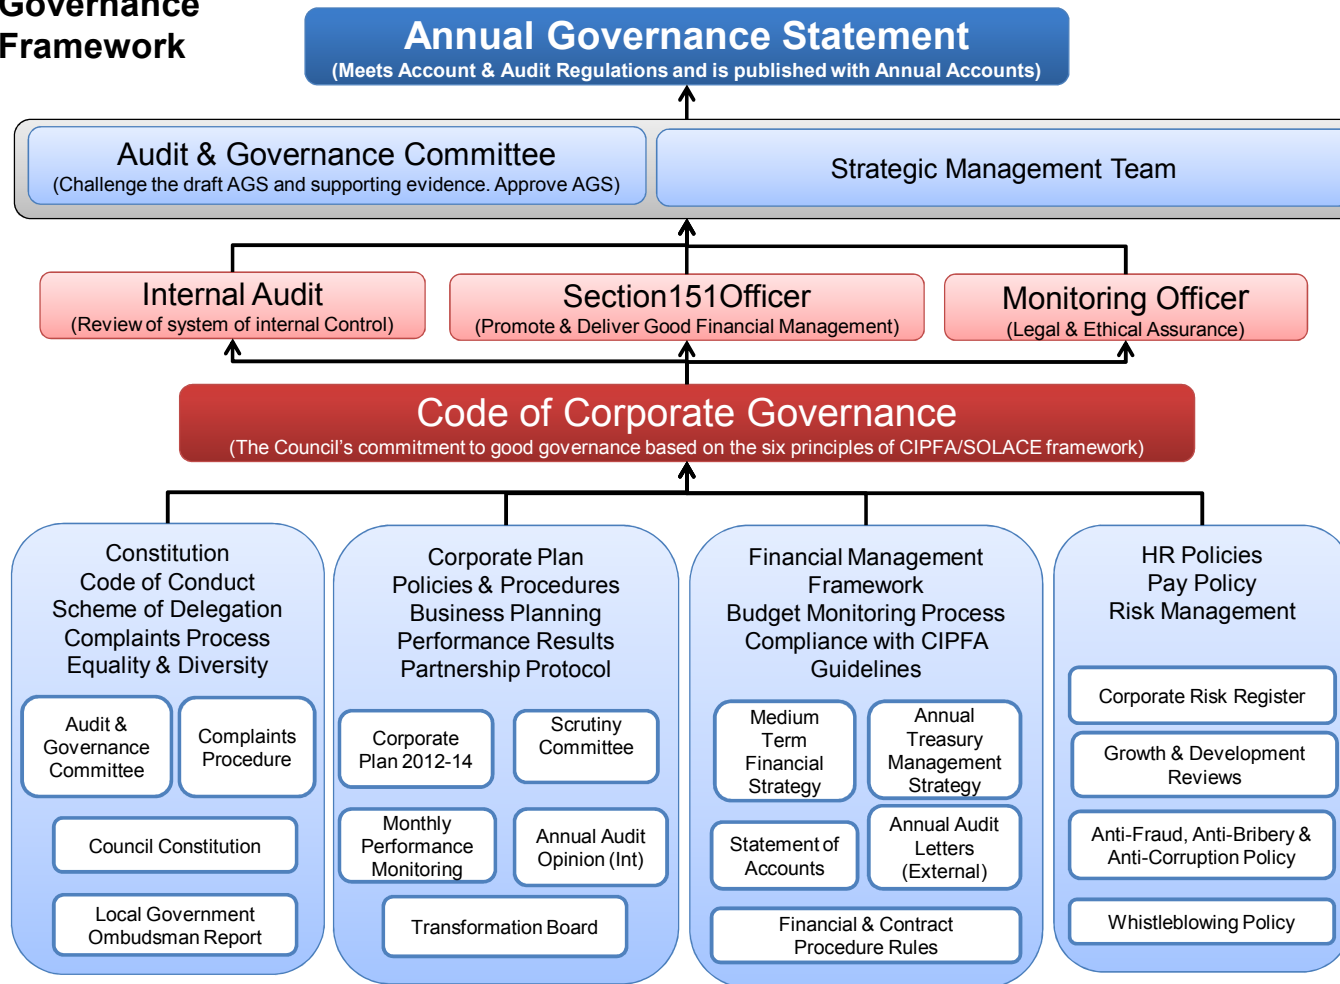 Governance
Framework
Annual Governance Statement
(Meets Account & Audit Regulations and is published with Annual Accounts)
Audit & Governance Committee
(Challenge the draft AGS and supporting evidence. Approve AGS)
Strategic Management Team
Internal Audit
(Review of system of internal Control)
Section151Officer
(Promote & Deliver Good Financial Management)
Monitoring Officer
(Legal & Ethical Assurance)
Code of Corporate Governance
(The Council's commitment to good governance based on the six principles of CIPFA/SOLACE framework)
Constitution
Code of Conduct
Scheme of Delegation
Complaints Process
Equality & Diversity
Audit &
Governance
Committee
Complaints
Procedure
Council Constitution
Local Government
Ombudsman Report
Corporate Plan
Policies & Procedures
Business Planning
Performance Results
Partnership Protocol
Corporate
Plan 2012-14
Scrutiny
Committee
Monthly
Performance
Monitoring
Annual Audit
Opinion (Int)
Transformation Board
Financial Management
Framework
Budget Monitoring Process
Compliance with CIPFA
Guidelines
Medium
Term
Financial
Strategy
Annual
Treasury
Management
Strategy
Statement of
Accounts
Annual Audit
Letters
(External)
Financial & Contract
Procedure Rules
HR Policies
Pay Policy
Risk Management
Corporate Risk Register
Growth & Development
Reviews
Anti-Fraud, Anti-Bribery &
Anti-Corruption Policy
Whistleblowing Policy